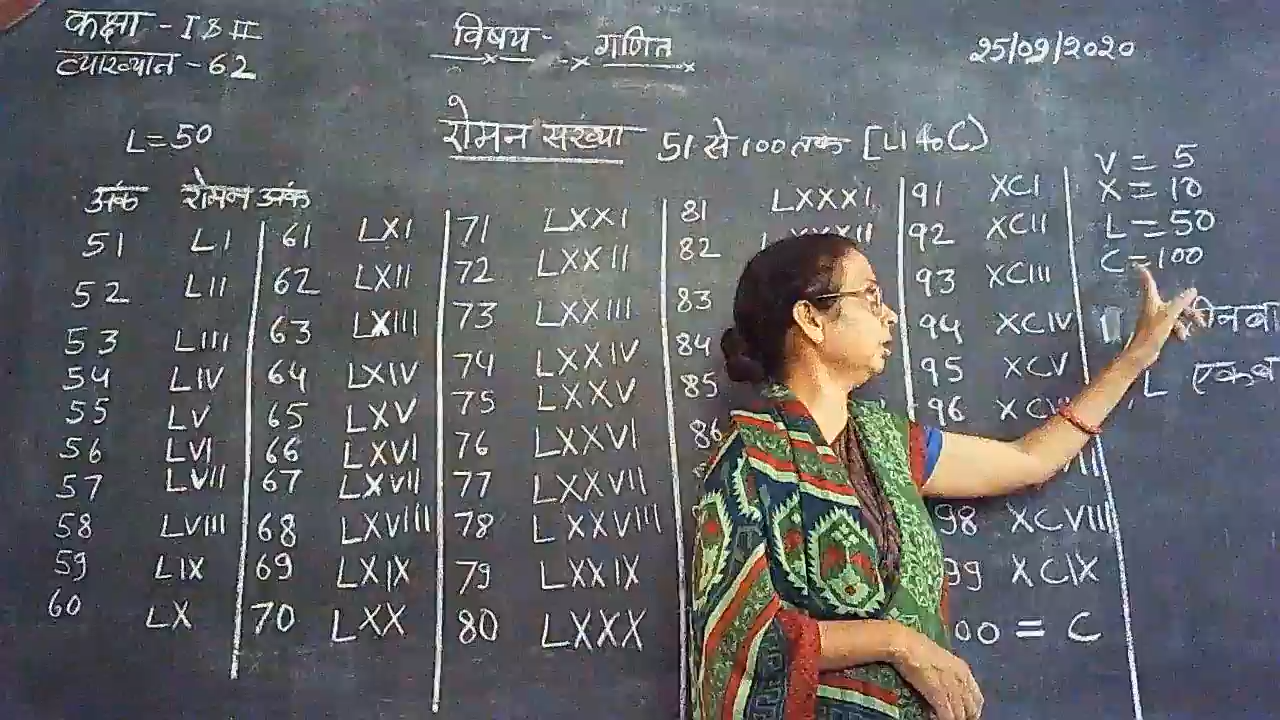 कक्षा - I & II
व्याख्यान - 62
विषय - गणित
25/09/2020
L=50
रोमन संख्या 51 से 100 तक [LI to C)
अंक रोमन अंक
51 LI 61 LXI 71 LXXI 81 LXXXI 91 XCI
52 LII 62 LXII 72 LXXII 82 92 XCII
53 LIII 63 LXIII 73 LXXIII 83 93 XCIII
54 LIV 64 LXIV 74 LXXIV 84 94 XCIV
55 LV 65 LXV 75 LXXV 85 95 XCV
56 LVI 66 LXVI 76 LXXVI 86 96
57 LVII 67 LXVII 77 LXXVII
58 LVIII 68 LXVIII 78 LXXVIII 98 XCVIII
59 LIX 69 LXIX 79 LXXIX 99 XCIX
60 LX 70 LXX 80 LXXX 00 = C
V = 5
X = 10
L = 50
C = 100
L